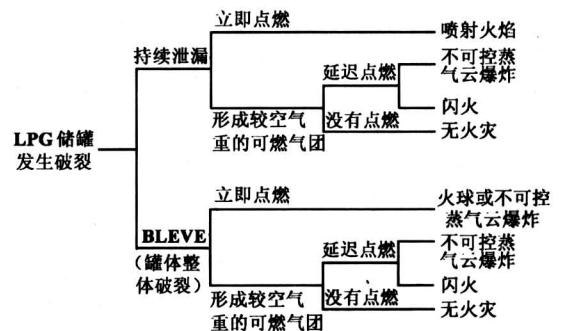 立即点燃
喷射火焰
持续泄漏
延迟点燃
不可控蒸
气云爆炸
闪火
形成较空气
重的可燃气团
没有点燃
无火灾
LPG储罐
发生破裂
立即点燃
火球或不可控
蒸气云爆炸
BLEVE
（罐体整
体破裂）
延迟点燃
不可控蒸
气云爆炸
闪火
形成较空气
重的可燃气团
没有点燃
无火灾